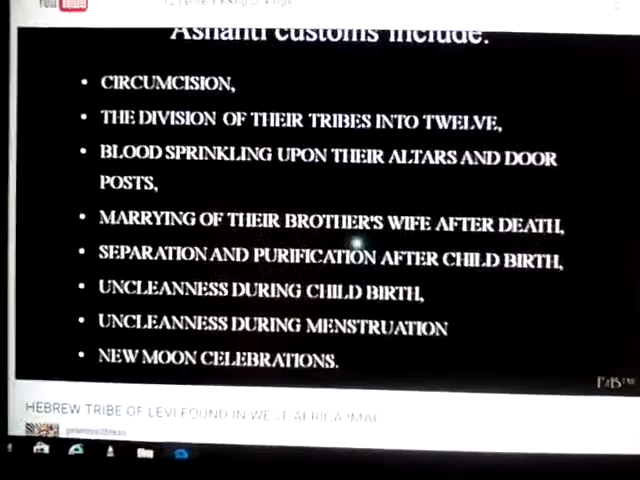 You Tube
Ashanti customs include:
• CIRCUMCISION,
• THE DIVISION OF THEIR TRIBES INTO TWELVE,
• BLOOD SPRINKLING UPON THEIR ALTARS AND DOOR
POSTS,
• MARRYING OF THEIR BROTHER'S WIFE AFTER DEATH,
• SEPARATION AND PURIFICATION AFTER CHILD BIRTH,
• UNCLEANNESS DURING CHILD BIRTH,
• UNCLEANNESS DURING MENSTRUATION
• NEW MOON CELEBRATIONS.
HEBREW TRIBE OF LEVI FOUND IN WEST AFRICA